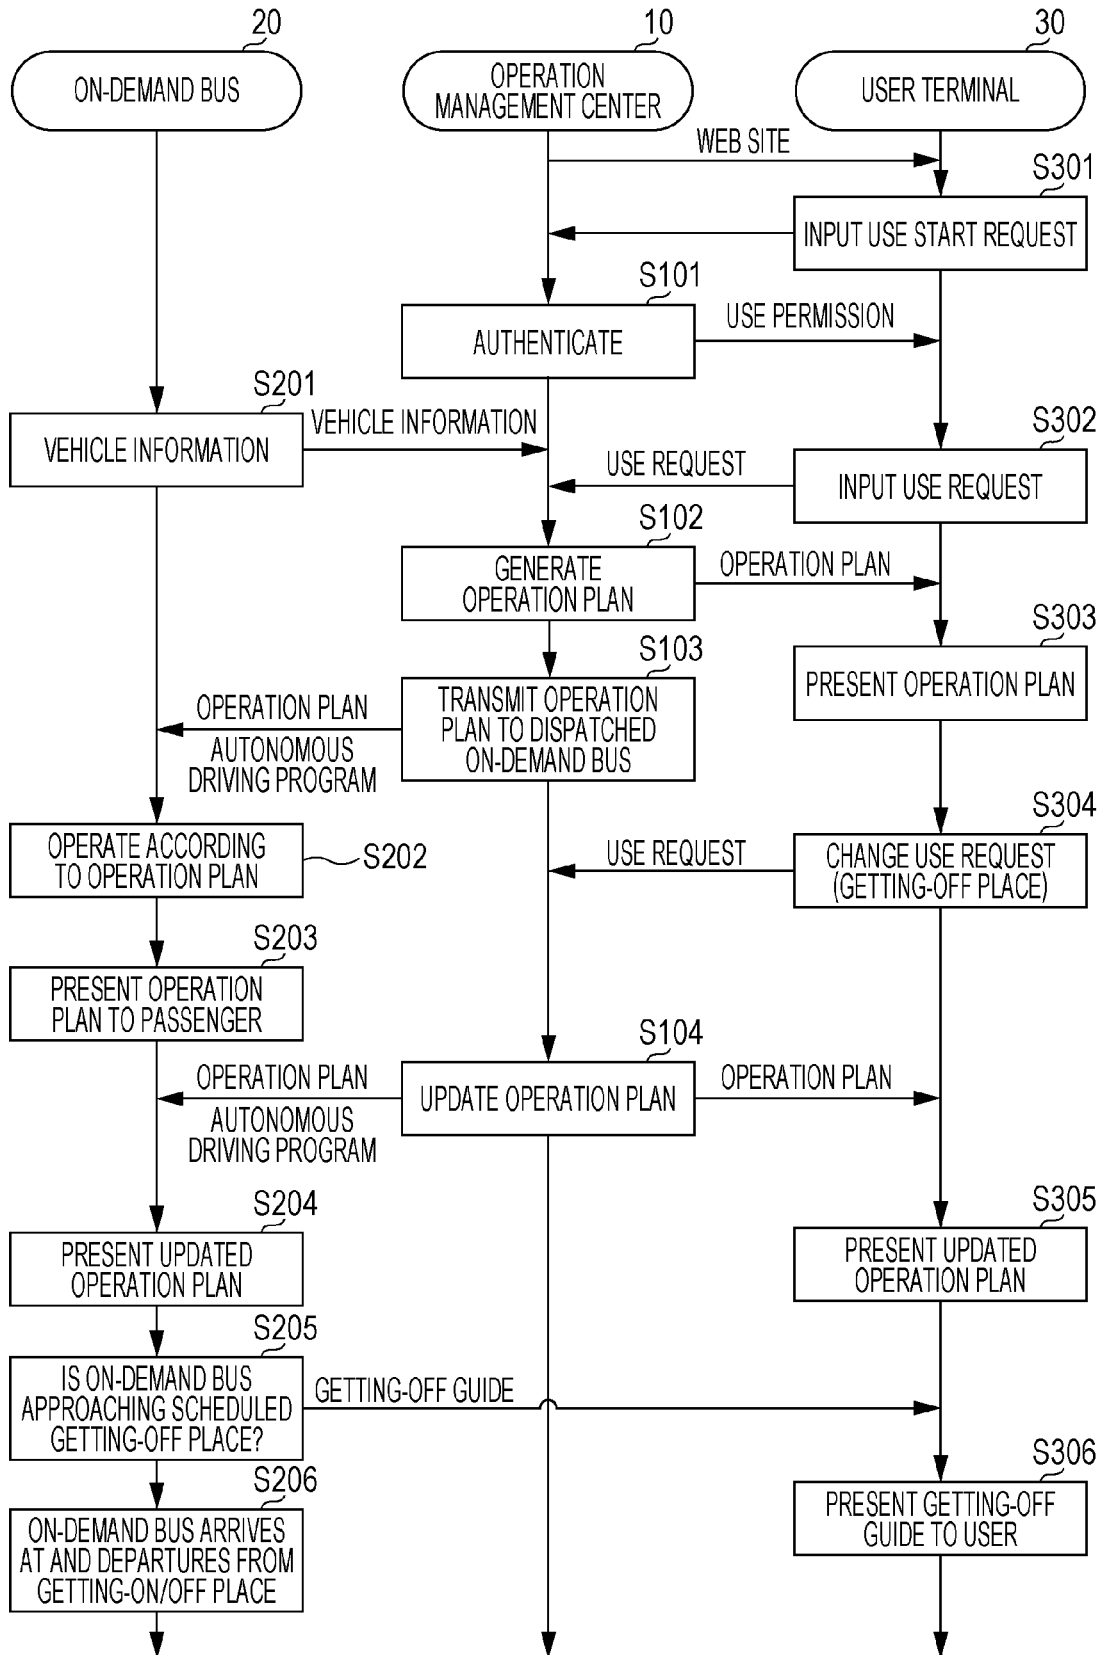 20
10
30
ON-DEMAND BUS
OPERATION
MANAGEMENT CENTER
USER TERMINAL
WEB SITE
S301
INPUT USE START REQUEST
S101
AUTHENTICATE
USE PERMISSION
S201
VEHICLE INFORMATION
VEHICLE INFORMATION
S302
USE REQUEST
INPUT USE REQUEST
S102
GENERATE
OPERATION PLAN
OPERATION PLAN
S303
PRESENT OPERATION PLAN
S103
TRANSMIT OPERATION
PLAN TO DISPATCHED
ON-DEMAND BUS
OPERATION PLAN
AUTONOMOUS
DRIVING PROGRAM
S304
CHANGE USE REQUEST
(GETTING-OFF PLACE)
USE REQUEST
OPERATE ACCORDING
TO OPERATION PLAN
S202
S203
PRESENT OPERATION
PLAN TO PASSENGER
S104
UPDATE OPERATION PLAN
OPERATION PLAN
AUTONOMOUS
DRIVING PROGRAM
OPERATION PLAN
S204
PRESENT UPDATED
OPERATION PLAN
S305
PRESENT UPDATED
OPERATION PLAN
S205
IS ON-DEMAND BUS
APPROACHING SCHEDULED
GETTING-OFF PLACE?
GETTING-OFF GUIDE
S306
PRESENT GETTING-OFF
GUIDE TO USER
S206
ON-DEMAND BUS ARRIVES
AT AND DEPARTURES FROM
GETTING-ON/OFF PLACE